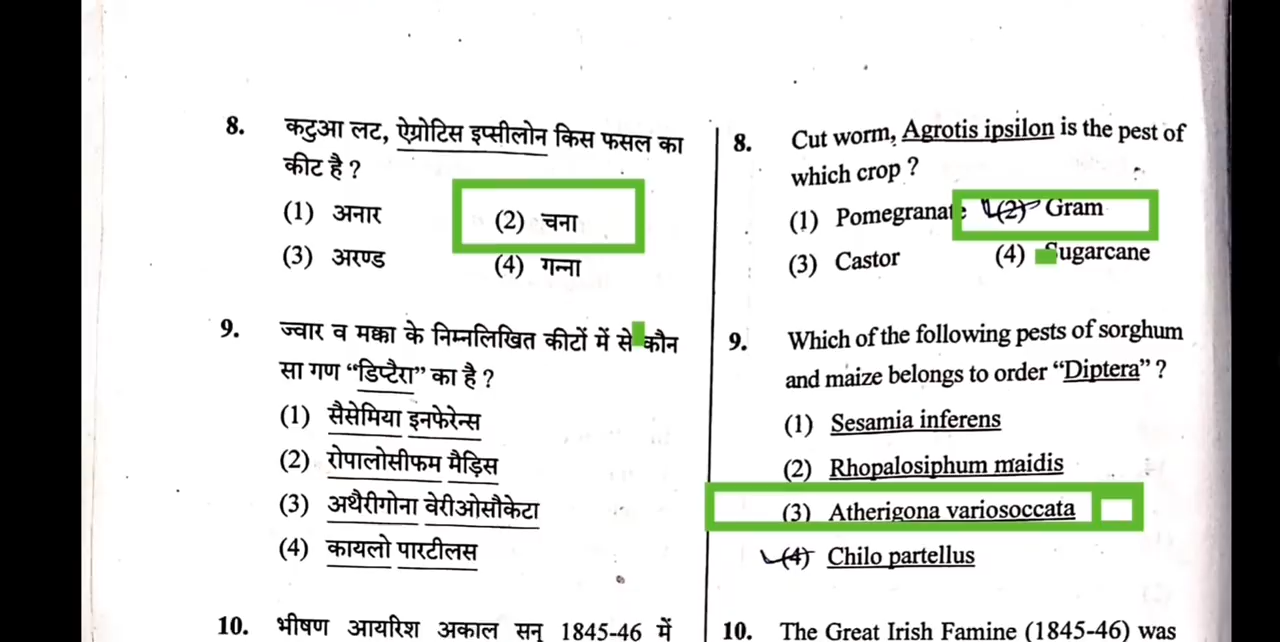 8. कटुआ लट, ऐग्रोटिस इप्सीलोन किस फसल का
कीट है ?
(1) अनार (2) चना
(3) अरण्ड (4) गन्ना
9. ज्वार व मक्का के निम्नलिखित कीटों में से कौन
सा गण “डिप्टैरा” का है ?
(1) सैसेमिया इनफेरेन्स
(2) रोपालोसीफम मैड़िस
(3) अथैरीगोना वेरीओसौकेटा
(4) कायलो पारटीलस
10. भीषण आयरिश अकाल सन् 1845-46 में
8. Cut worm, Agrotis ipsilon is the pest of
which crop ?
(1) Pomegranate (2) Gram
(3) Castor (4) Sugarcane
9. Which of the following pests of sorghum
and maize belongs to order “Diptera” ?
(1) Sesamia inferens
(2) Rhopalosiphum maidis
(3) Atherigona variosoccata
(4) Chilo partellus
10. The Great Irish Famine (1845-46) was